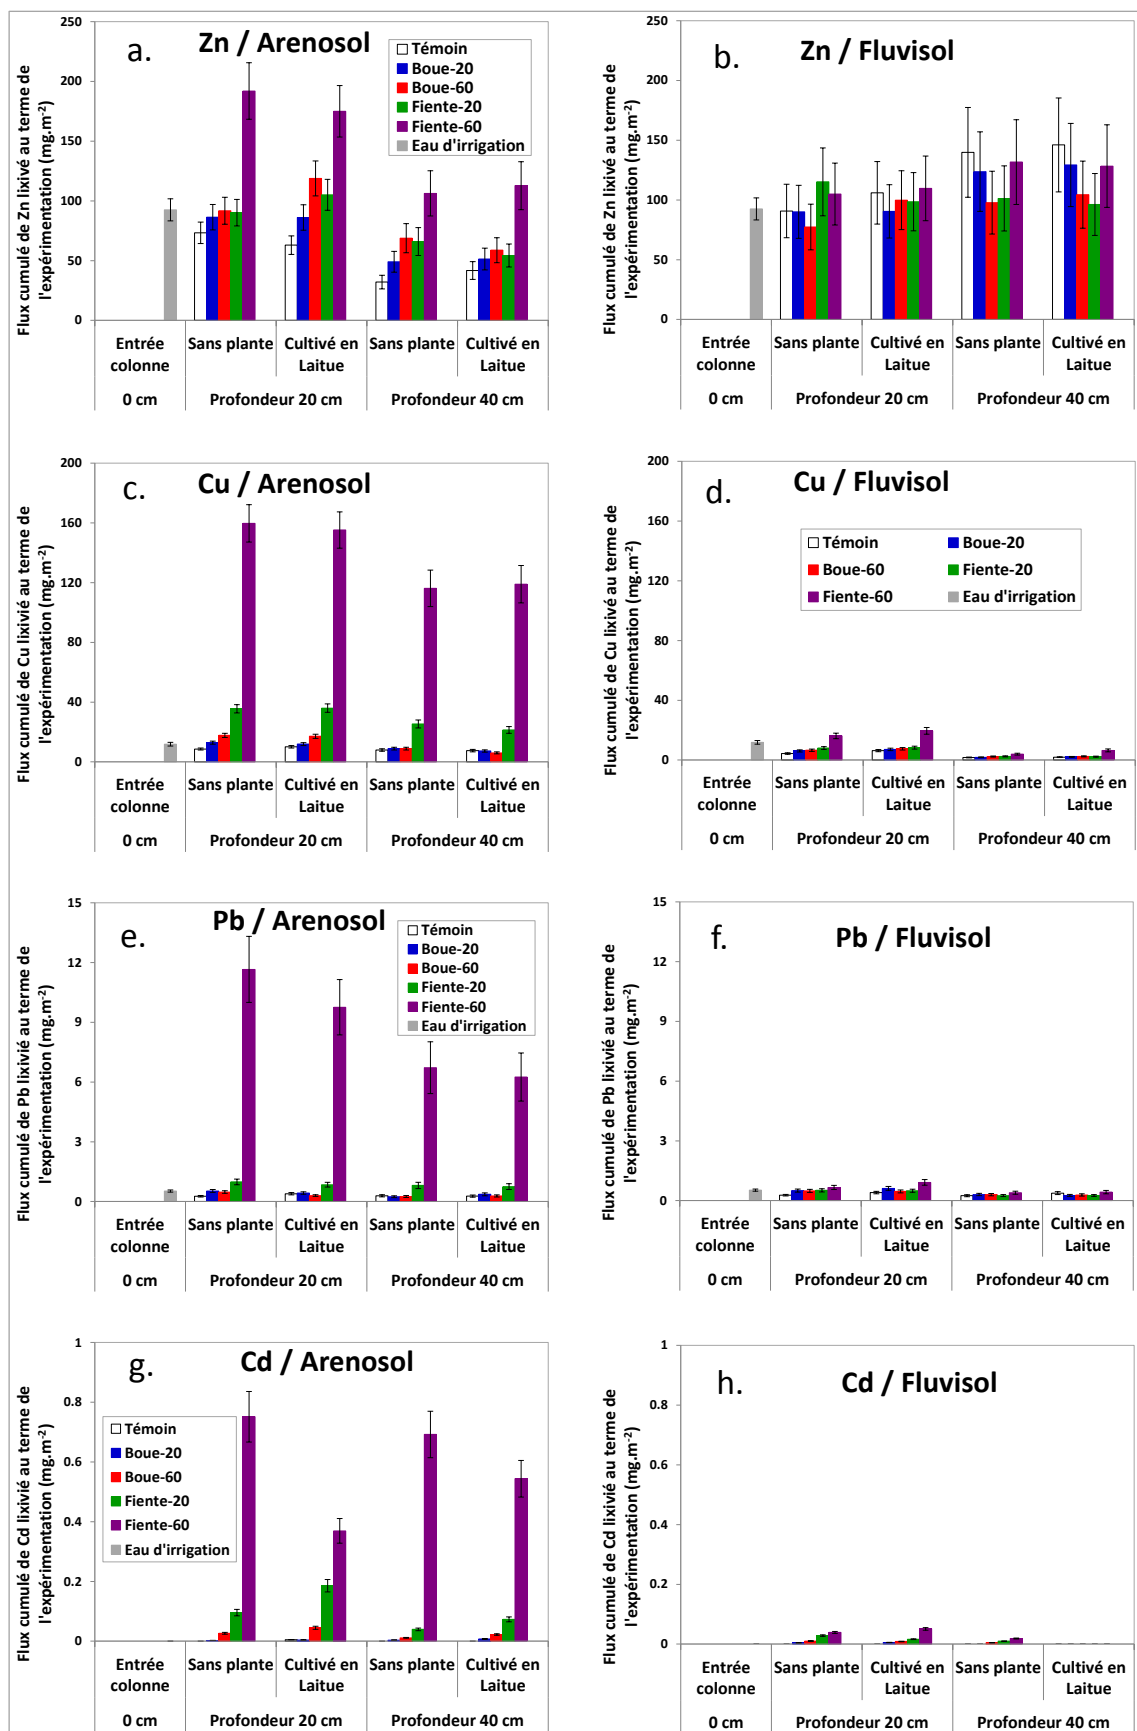 a.
Zn / Arenosol
Flux cumulé de Zn lixivié au terme de
l'expérimentation (mg.m-2)
250
200
150
100
50
0
Témoin
Boue-20
Boue-60
Fiente-20
Fiente-60
Eau d'irrigation
Entrée colonne
Sans plante
Cultivé en Laitue
Sans plante
Cultivé en Laitue
0 cm
Profondeur 20 cm
Profondeur 40 cm
b.
Zn / Fluvisol
Flux cumulé de Zn lixivié au terme de
l'expérimentation (mg.m-2)
250
200
150
100
50
0
Entrée colonne
Sans plante
Cultivé en Laitue
Sans plante
Cultivé en Laitue
0 cm
Profondeur 20 cm
Profondeur 40 cm
c.
Cu / Arenosol
Flux cumulé de Cu lixivié au terme de
l'expérimentation (mg.m-2)
200
160
120
80
40
0
Entrée colonne
Sans plante
Cultivé en Laitue
Sans plante
Cultivé en Laitue
0 cm
Profondeur 20 cm
Profondeur 40 cm
d.
Cu / Fluvisol
Flux cumulé de Cu lixivié au terme de
l'expérimentation (mg.m-2)
200
160
120
80
40
0
Témoin
Boue-20
Boue-60
Fiente-20
Fiente-60
Eau d'irrigation
Entrée colonne
Sans plante
Cultivé en Laitue
Sans plante
Cultivé en Laitue
0 cm
Profondeur 20 cm
Profondeur 40 cm
e.
Pb / Arenosol
Flux cumulé de Pb lixivié au terme de
l'expérimentation (mg.m-2)
15
12
9
6
3
0
Témoin
Boue-20
Boue-60
Fiente-20
Fiente-60
Eau d'irrigation
Entrée colonne
Sans plante
Cultivé en Laitue
Sans plante
Cultivé en Laitue
0 cm
Profondeur 20 cm
Profondeur 40 cm
f.
Pb / Fluvisol
Flux cumulé de Pb lixivié au terme de
l'expérimentation (mg.m-2)
15
12
9
6
3
0
Entrée colonne
Sans plante
Cultivé en Laitue
Sans plante
Cultivé en Laitue
0 cm
Profondeur 20 cm
Profondeur 40 cm
g.
Cd / Arenosol
Flux cumulé de Cd lixivié au terme de
l'expérimentation (mg.m-2)
1
0.8
0.6
0.4
0.2
0
Témoin
Boue-20
Boue-60
Fiente-20
Fiente-60
Eau d'irrigation
Entrée colonne
Sans plante
Cultivé en Laitue
Sans plante
Cultivé en Laitue
0 cm
Profondeur 20 cm
Profondeur 40 cm
h.
Cd / Fluvisol
Flux cumulé de Cd lixivié au terme de
l'expérimentation (mg.m-2)
1
0.8
0.6
0.4
0.2
0
Entrée colonne
Sans plante
Cultivé en Laitue
Sans plante
Cultivé en Laitue
0 cm
Profondeur 20 cm
Profondeur 40 cm